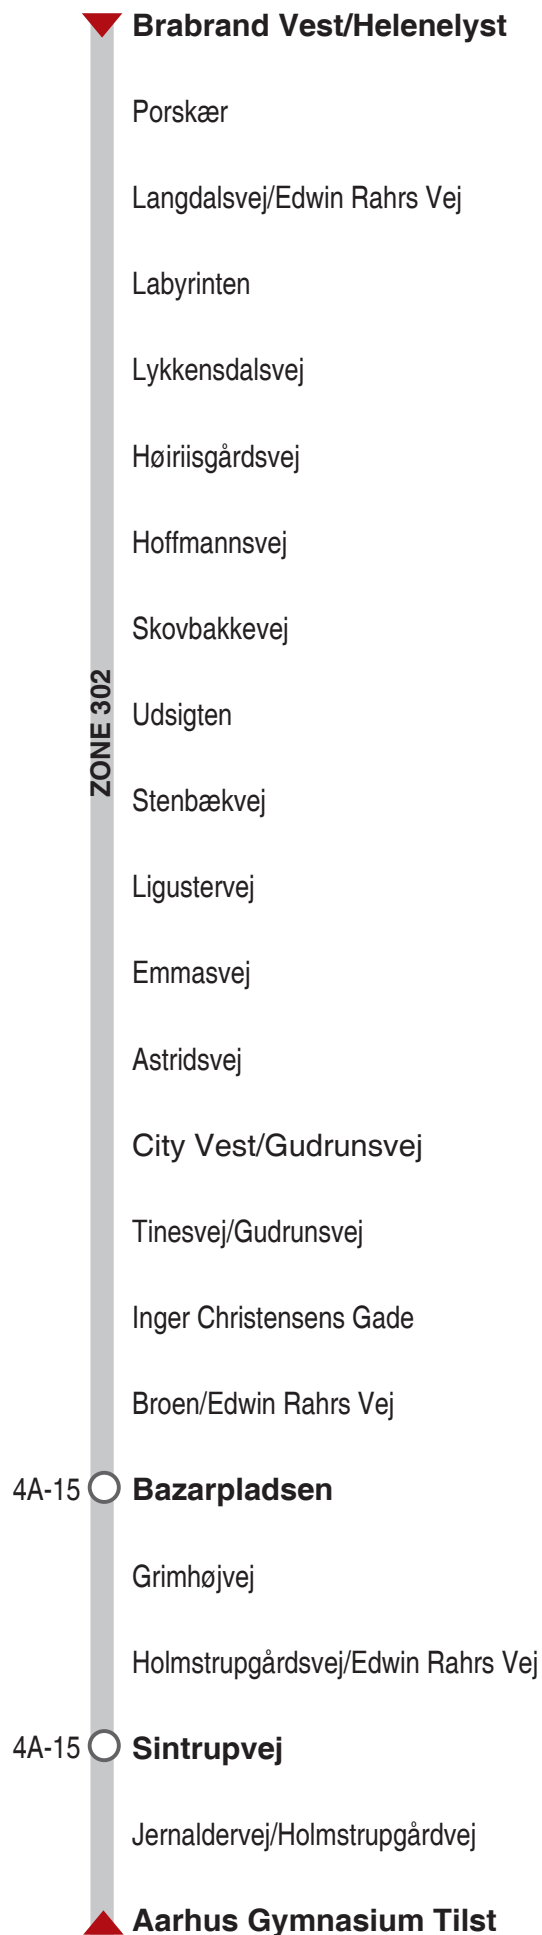 Brabrand Vest/Helenelyst
Porskær
Langdalsvej/Edwin Rahrs Vej
Labyrinten
Lykkensdalsvej
Høiriisgårdsvej
Hoffmannsvej
Skovbakkevej
ZONE 302
Udsigten
Stenbækvej
Ligustervej
Emmasvej
Astridsvej
City Vest/Gudrunsvej
Tinesvej/Gudrunsvej
Inger Christensens Gade
Broen/Edwin Rahrs Vej
4A-15 Bazarpladsen
Grimhøjvej
Holmstrupgårdsvej/Edwin Rahrs Vej
4A-15 Sintrupvej
Jernaldervej/Holmstrupgårdvej
Aarhus Gymnasium Tilst